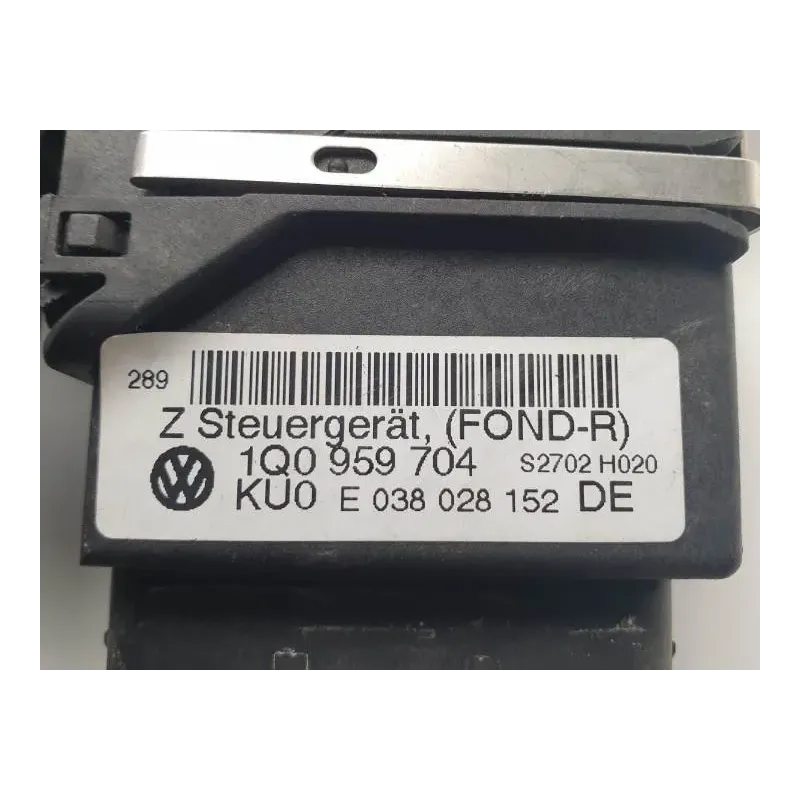 289
Z Steuergerät, (FOND-R)
1Q0 959 704 S2702 H020
KU0 E 038 028 152 DE